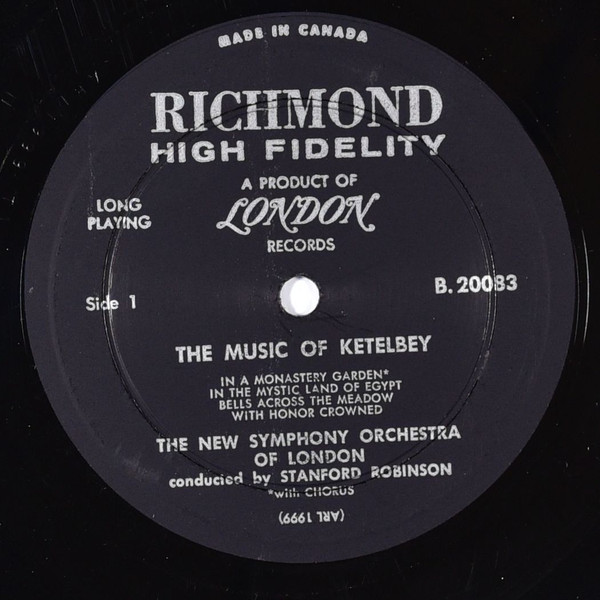 MADE IN CANADA
RICHMOND
HIGH FIDELITY
A PRODUCT OF
LONDON
RECORDS
LONG
PLAYING
Side 1
B. 20083
THE MUSIC OF KETELBEY
IN A MONASTERY GARDEN*
IN THE MYSTIC LAND OF EGYPT
BELLS ACROSS THE MEADOW
WITH HONOR CROWNED
THE NEW SYMPHONY ORCHESTRA
OF LONDON
conducted by STANFORD ROBINSON
*with CHORUS
(ARL 1999)